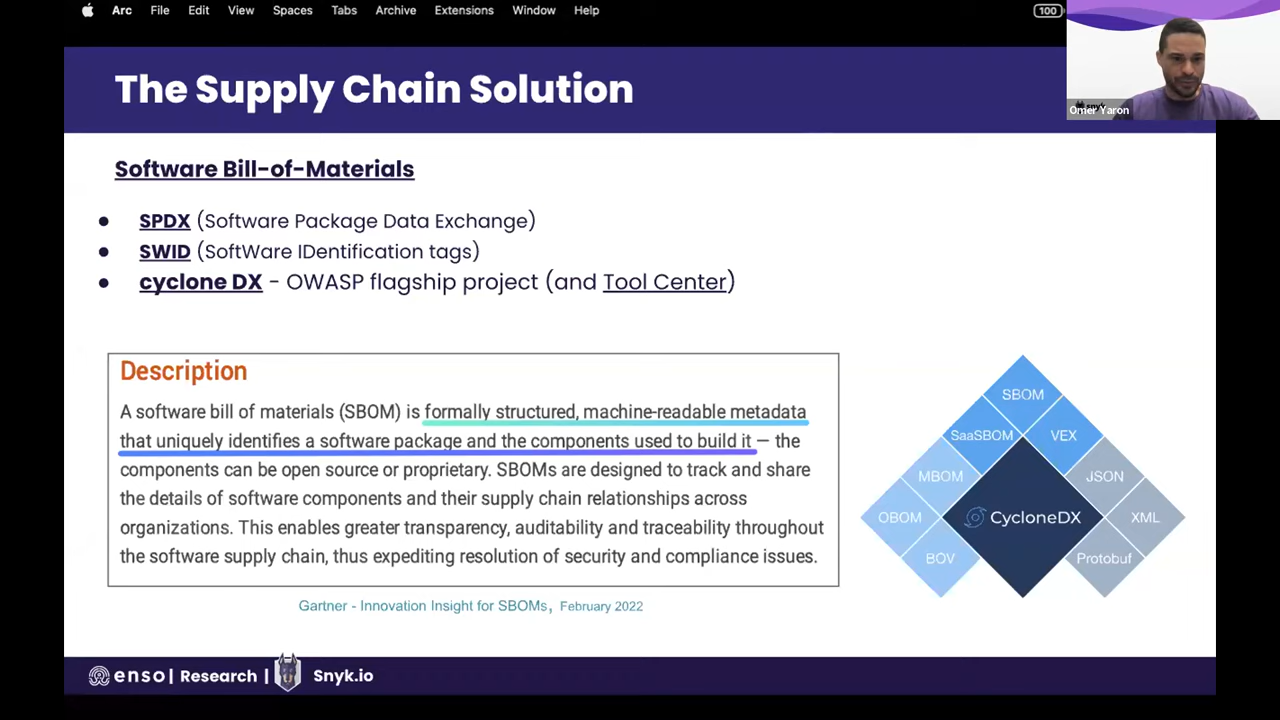 Arc File Edit View Spaces Tabs Archive Extensions Window Help 100
The Supply Chain Solution
Omer Yaron
Software Bill-of-Materials
● SPDX (Software Package Data Exchange)
● SWID (SoftWare IDentification tags)
● cyclone DX - OWASP flagship project (and Tool Center)
Description
A software bill of materials (SBOM) is formally structured, machine-readable metadata
that uniquely identifies a software package and the components used to build it — the
components can be open source or proprietary. SBOMs are designed to track and share
the details of software components and their supply chain relationships across
organizations. This enables greater transparency, auditability and traceability throughout
the software supply chain, thus expediting resolution of security and compliance issues.
Gartner - Innovation Insight for SBOMs, February 2022
SBOM
SaaSBOM VEX
MBOM JSON
OBOM CycloneDX XML
BOV Protobuf
enso | Research | Snyk.io